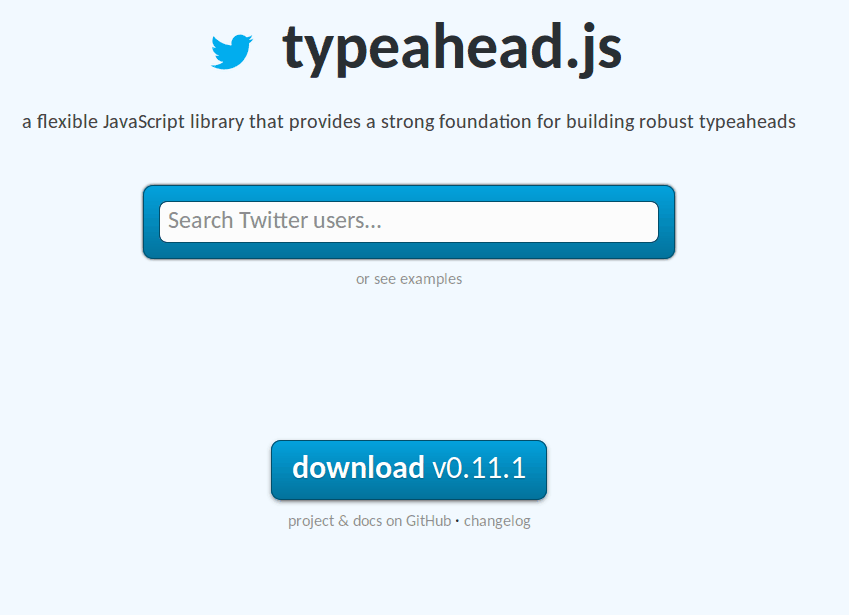 typeahead.js
a flexible JavaScript library that provides a strong foundation for building robust typeaheads
Search Twitter users...
or see examples
download v0.11.1
project & docs on GitHub · changelog